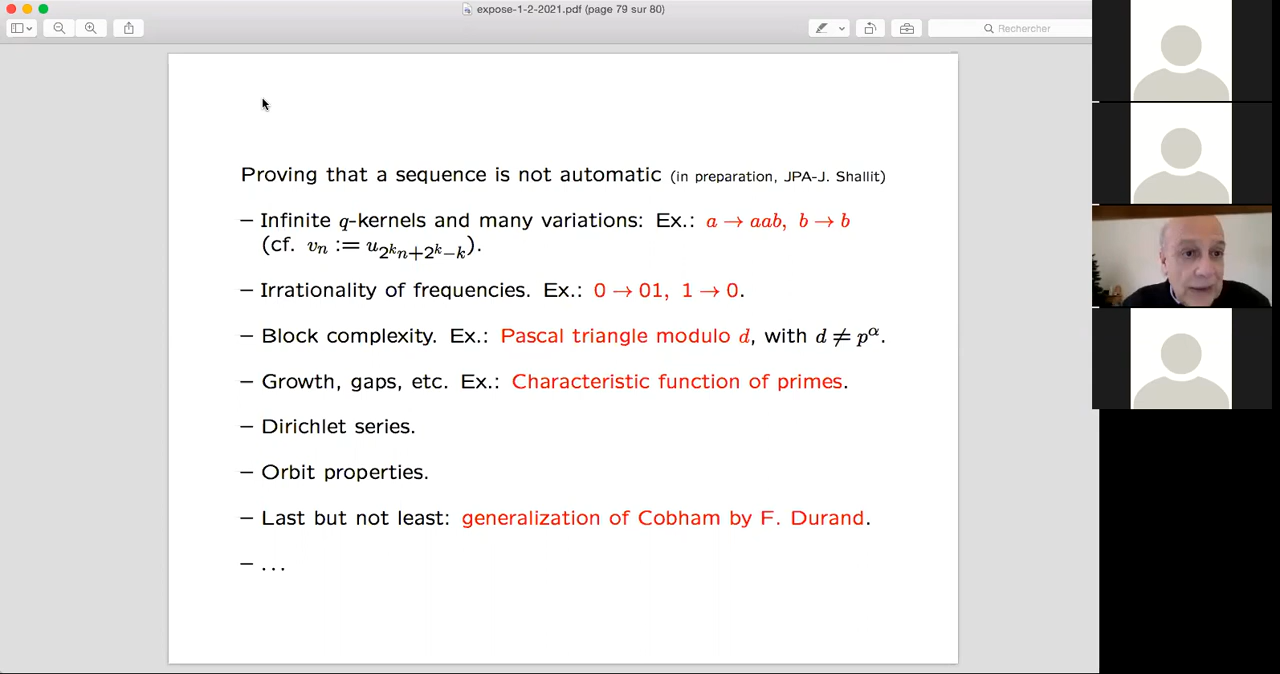 expose-1-2-2021.pdf (page 79 sur 80)
Rechercher
Proving that a sequence is not automatic (in preparation, JPA-J. Shallit)
– Infinite q-kernels and many variations: Ex.: a → aab, b → b
(cf. vₙ := u_{2^k n+2^k−k}).
– Irrationality of frequencies. Ex.: 0 → 01, 1 → 0.
– Block complexity. Ex.: Pascal triangle modulo d, with d ≠ p^α.
– Growth, gaps, etc. Ex.: Characteristic function of primes.
– Dirichlet series.
– Orbit properties.
– Last but not least: generalization of Cobham by F. Durand.
– ...